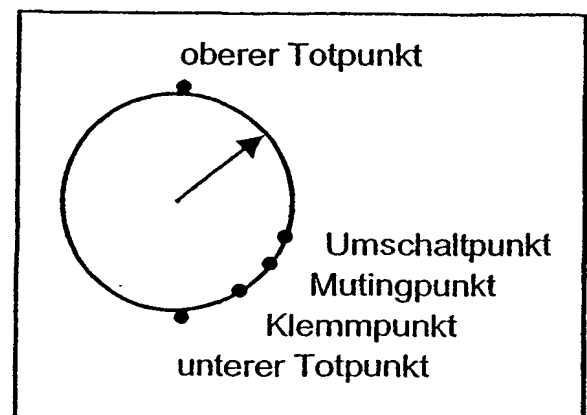 oberer Totpunkt
Umschaltpunkt
Mutingpunkt
Klemmpunkt
unterer Totpunkt